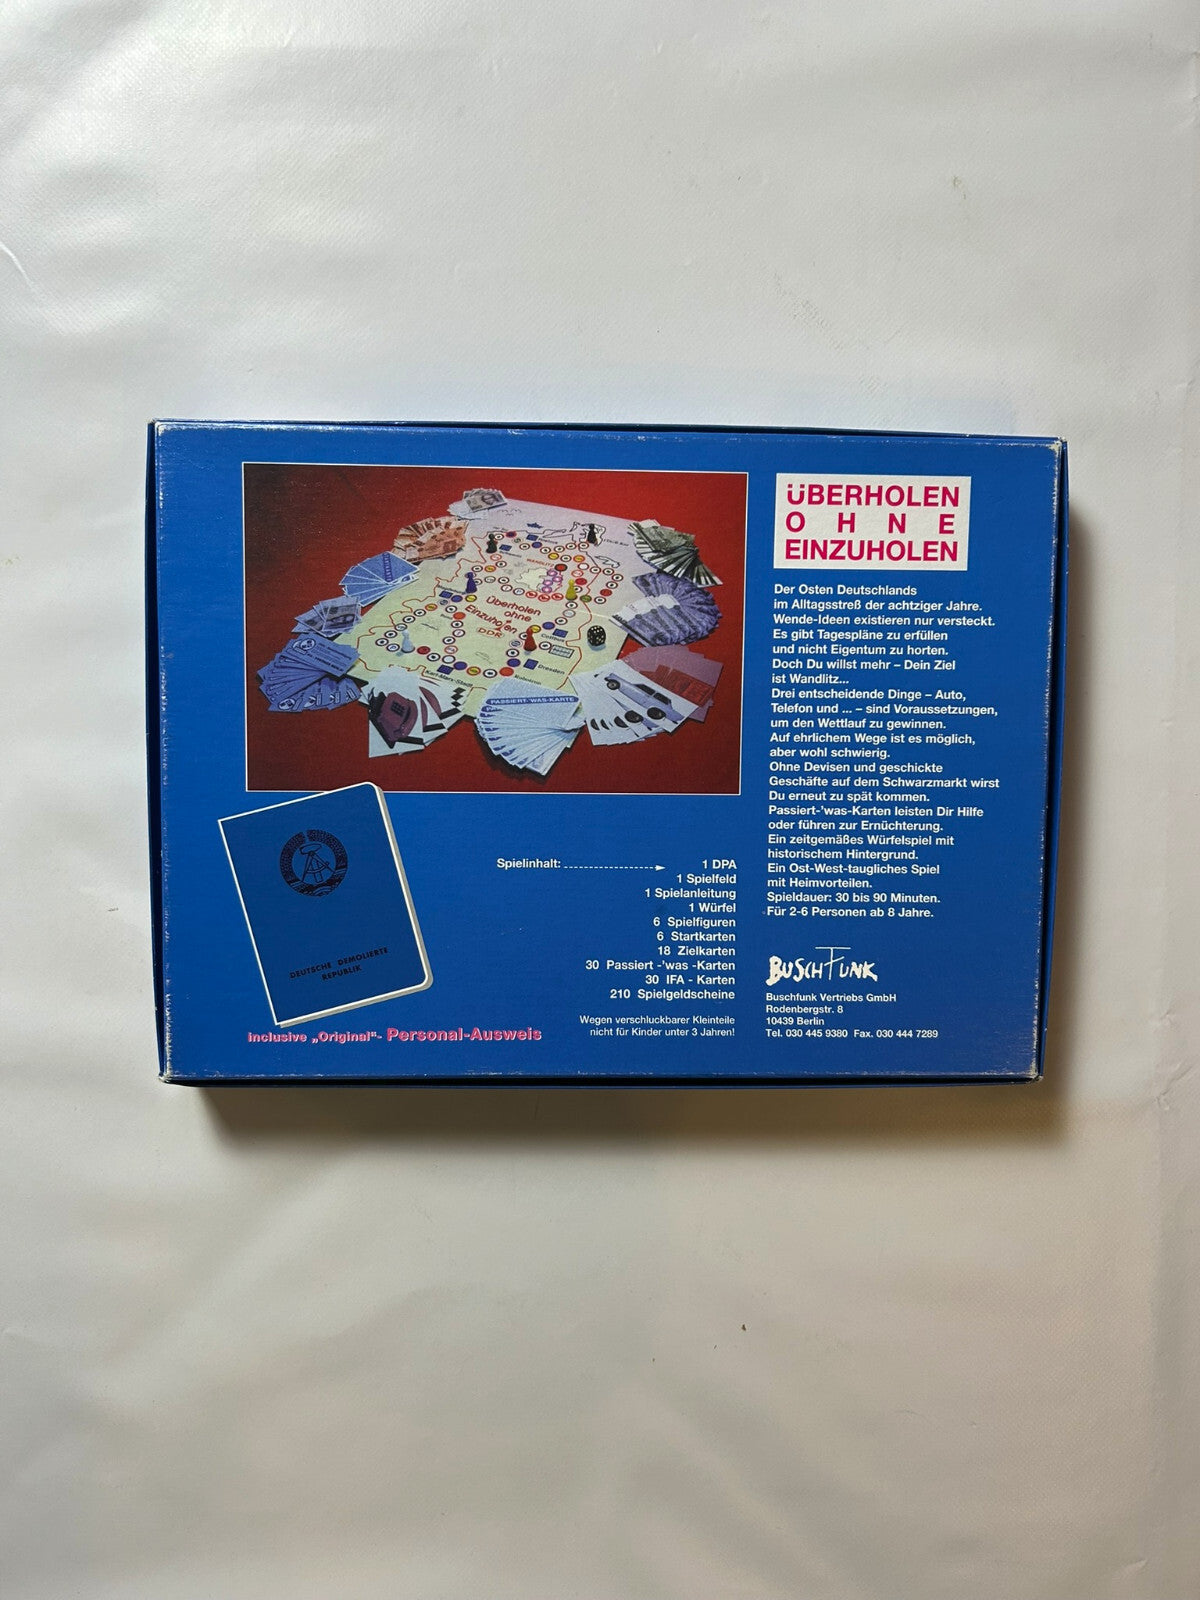 ÜBERHOLEN
OHNE
EINZUHOLEN
Der Osten Deutschlands
im Alltagsstreß der achtziger Jahre.
Wende-Ideen existieren nur versteckt.
Es gibt Tagespläne zu erfüllen
und nicht Eigentum zu horten.
Doch Du willst mehr – Dein Ziel
ist Wandlitz...
Drei entscheidende Dinge – Auto,
Telefon und ... – sind Voraussetzungen,
um den Wettlauf zu gewinnen.
Auf ehrlichem Wege ist es möglich,
aber wohl schwierig.
Ohne Devisen und geschickte
Geschäfte auf dem Schwarzmarkt wirst
Du erneut zu spät kommen.
Passiert-'was-Karten leisten Dir Hilfe
oder führen zur Ernüchterung.
Ein zeitgemäßes Würfelspiel mit
historischem Hintergrund.
Ein Ost-West-taugliches Spiel
mit Heimvorteilen.
Spieldauer: 30 bis 90 Minuten.
Für 2-6 Personen ab 8 Jahre.
BUSCHFUNK
Buschfunk Vertriebs GmbH
Rodenbergstr. 8
10439 Berlin
Tel. 030 445 9380 Fax. 030 444 7289
Überholen
ohne
Einzuholen
DDR
WANDLITZ
Cottbus
Dresden
Robotron
Karl-Marx-Stadt
PASSIERT-'WAS-KARTE
Spielinhalt: 1 DPA
1 Spielfeld
1 Spielanleitung
1 Würfel
6 Spielfiguren
6 Startkarten
18 Zielkarten
30 Passiert -'was -Karten
30 IFA - Karten
210 Spielgeldscheine
Wegen verschluckbarer Kleinteile
nicht für Kinder unter 3 Jahren!
DEUTSCHE DEMOLIERTE
REPUBLIK
inclusive „Original"- Personal-Ausweis